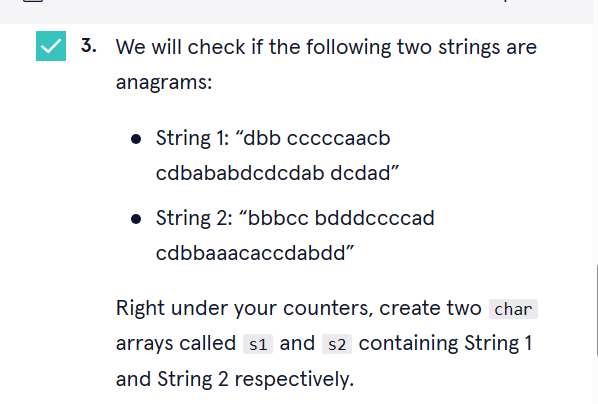 3. We will check if the following two strings are
anagrams:
● String 1: “dbb cccccaacb
cdbababdcdcdab dcdad”
● String 2: “bbbcc bdddccccad
cdbbaaacaccdabdd”
Right under your counters, create two char
arrays called s1 and s2 containing String 1
and String 2 respectively.